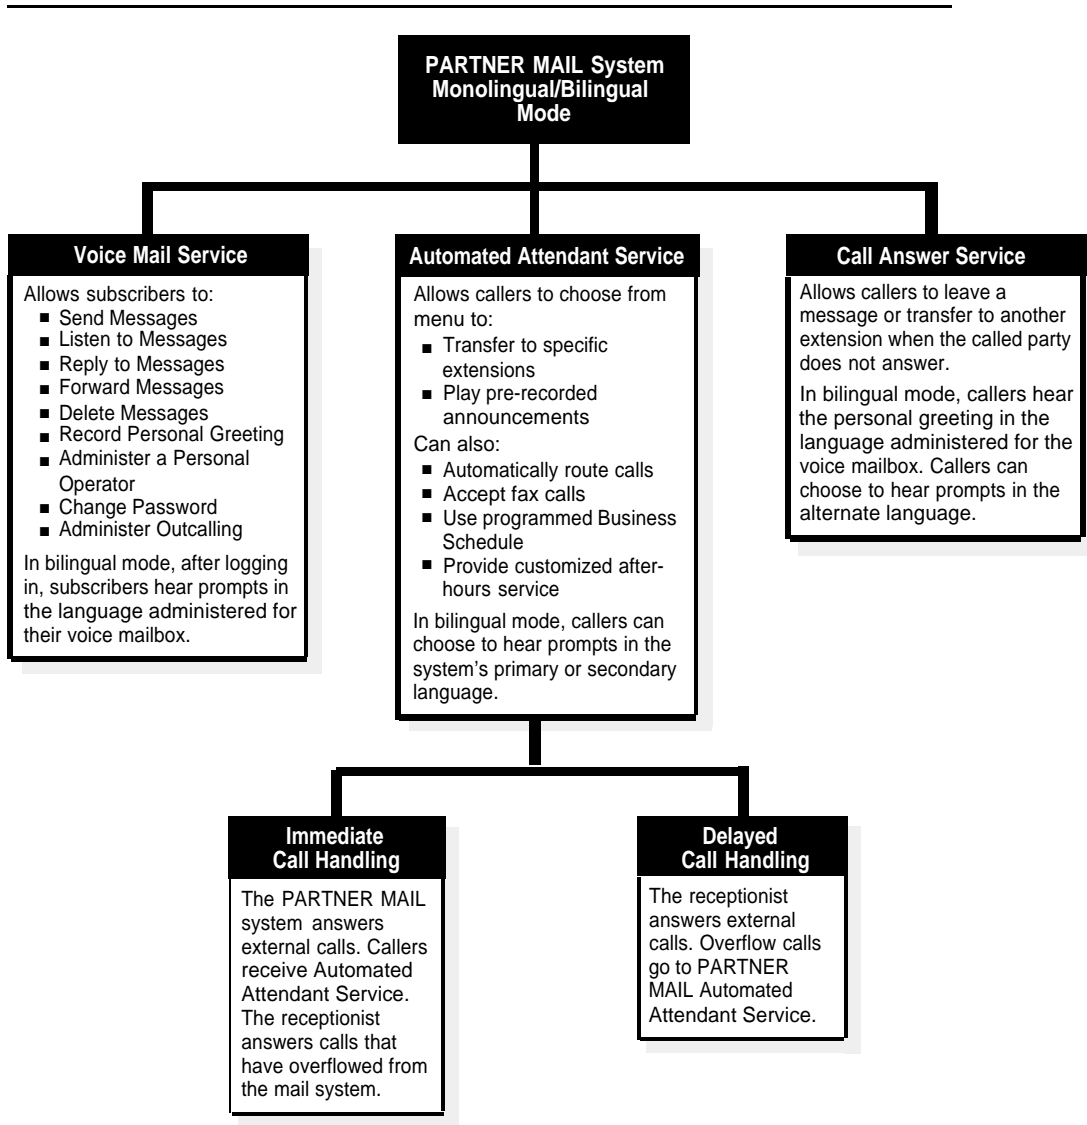 PARTNER MAIL System
Monolingual/Bilingual
Mode
Voice Mail Service
Allows subscribers to:
■ Send Messages
■ Listen to Messages
■ Reply to Messages
■ Forward Messages
■ Delete Messages
■ Record Personal Greeting
■ Administer a Personal
Operator
■ Change Password
■ Administer Outcalling
In bilingual mode, after logging
in, subscribers hear prompts in
the language administered for
their voice mailbox.
Automated Attendant Service
Allows callers to choose from
menu to:
■ Transfer to specific
extensions
■ Play pre-recorded
announcements
Can also:
■ Automatically route calls
■ Accept fax calls
■ Use programmed Business
Schedule
■ Provide customized after-
hours service
In bilingual mode, callers can
choose to hear prompts in the
system's primary or secondary
language.
Call Answer Service
Allows callers to leave a
message or transfer to another
extension when the called party
does not answer.
In bilingual mode, callers hear
the personal greeting in the
language administered for the
voice mailbox. Callers can
choose to hear prompts in the
alternate language.
Immediate
Call Handling
The PARTNER MAIL
system answers
external calls. Callers
receive Automated
Attendant Service.
The receptionist
answers calls that
have overflowed from
the mail system.
Delayed
Call Handling
The receptionist
answers external
calls. Overflow calls
go to PARTNER
MAIL Automated
Attendant Service.